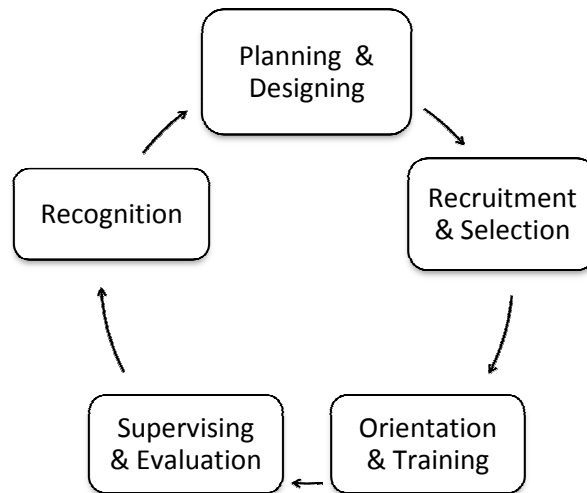 Planning &
Designing
Recruitment
& Selection
Orientation
& Training
Supervising
& Evaluation
Recognition